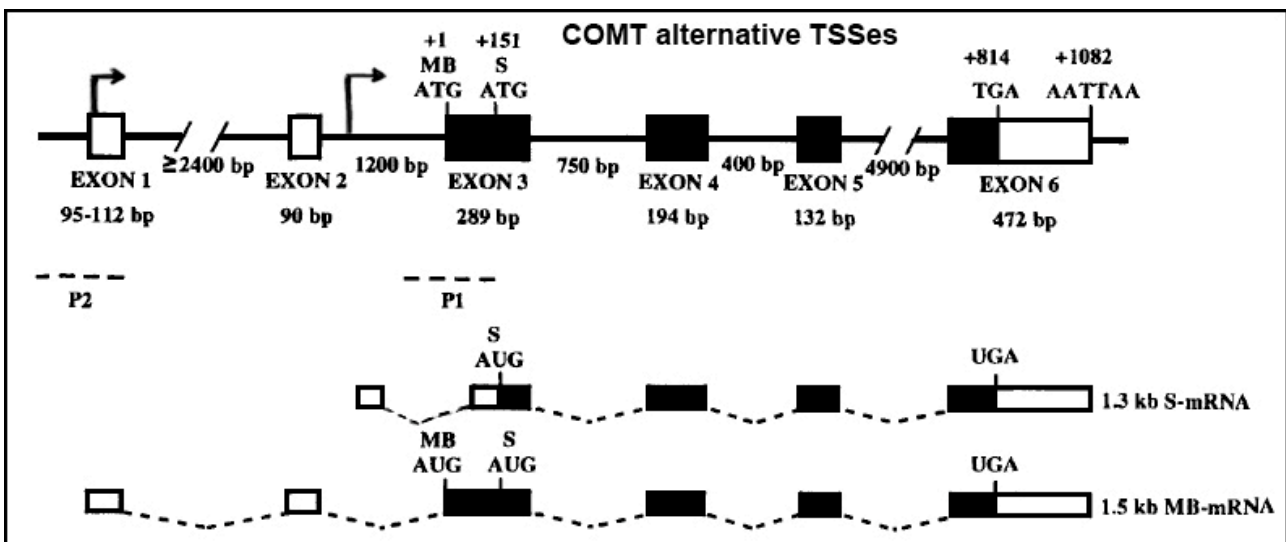 COMT alternative TSSes
+1 +151 +814 +1082
MB S
ATG ATG TGA AATTAA
≥2400 bp 1200 bp 750 bp 400 bp 4900 bp
EXON 1 EXON 2 EXON 3 EXON 4 EXON 5 EXON 6
95-112 bp 90 bp 289 bp 194 bp 132 bp 472 bp
P2 P1
S
AUG UGA
1.3 kb S-mRNA
MB S
AUG AUG UGA
1.5 kb MB-mRNA